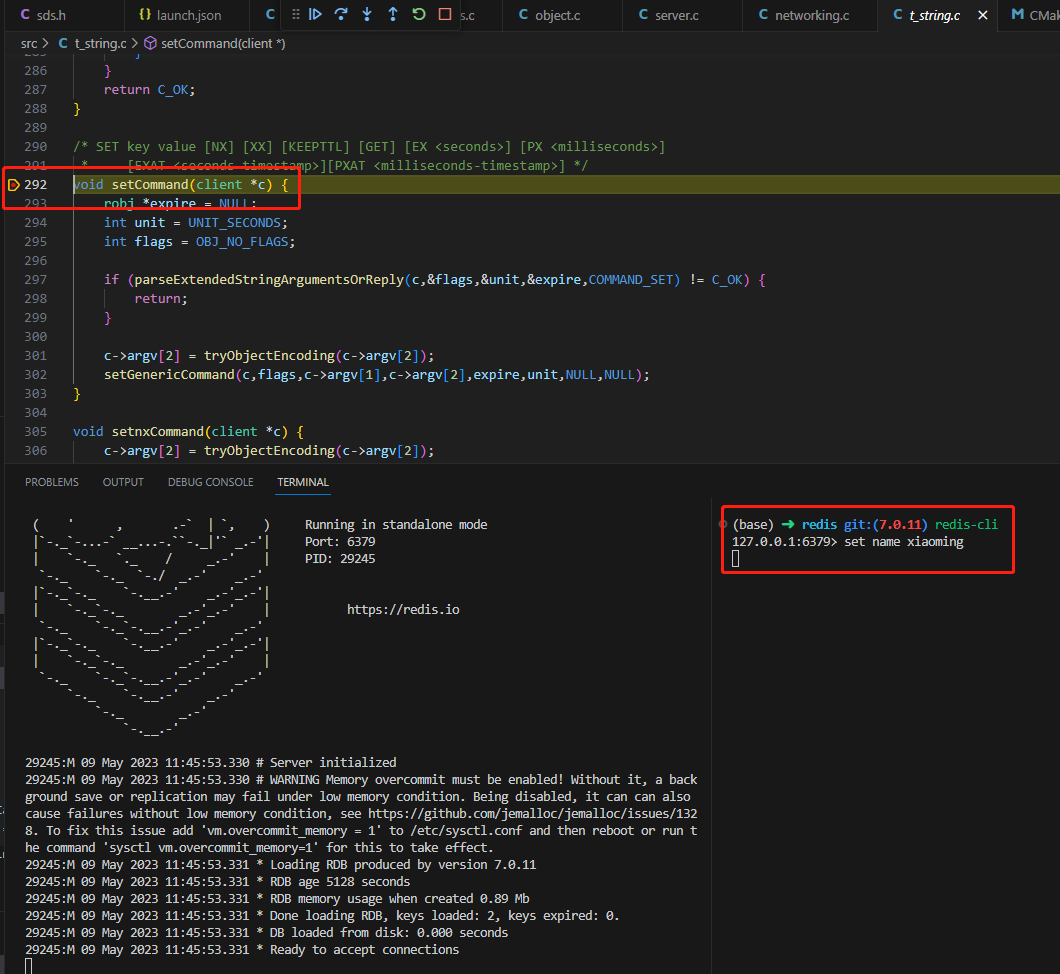 sds.h
launch.json
s.c
object.c
server.c
networking.c
t_string.c
src > C t_string.c > setCommand(client *)
286 }
287 return C_OK;
288 }
289
290 /* SET key value [NX] [XX] [KEEPTTL] [GET] [EX <seconds>] [PX <milliseconds>]
291 * [EXAT <seconds-timestamp>][PXAT <milliseconds-timestamp>] */
292 void setCommand(client *c) {
293 robj *expire = NULL;
294 int unit = UNIT_SECONDS;
295 int flags = OBJ_NO_FLAGS;
296
297 if (parseExtendedStringArgumentsOrReply(c,&flags,&unit,&expire,COMMAND_SET) != C_OK) {
298 return;
299 }
300
301 c->argv[2] = tryObjectEncoding(c->argv[2]);
302 setGenericCommand(c,flags,c->argv[1],c->argv[2],expire,unit,NULL,NULL);
303 }
304
305 void setnxCommand(client *c) {
306 c->argv[2] = tryObjectEncoding(c->argv[2]);
PROBLEMS OUTPUT DEBUG CONSOLE TERMINAL
Running in standalone mode
Port: 6379
PID: 29245
https://redis.io
29245:M 09 May 2023 11:45:53.330 # Server initialized
29245:M 09 May 2023 11:45:53.330 # WARNING Memory overcommit must be enabled! Without it, a back
ground save or replication may fail under low memory condition. Being disabled, it can can also
cause failures without low memory condition, see https://github.com/jemalloc/jemalloc/issues/132
8. To fix this issue add 'vm.overcommit_memory = 1' to /etc/sysctl.conf and then reboot or run t
he command 'sysctl vm.overcommit_memory=1' for this to take effect.
29245:M 09 May 2023 11:45:53.331 * Loading RDB produced by version 7.0.11
29245:M 09 May 2023 11:45:53.331 * RDB age 5128 seconds
29245:M 09 May 2023 11:45:53.331 * RDB memory usage when created 0.89 Mb
29245:M 09 May 2023 11:45:53.331 * Done loading RDB, keys loaded: 2, keys expired: 0.
29245:M 09 May 2023 11:45:53.331 * DB loaded from disk: 0.000 seconds
29245:M 09 May 2023 11:45:53.331 * Ready to accept connections
(base) → redis git:(7.0.11) redis-cli
127.0.0.1:6379> set name xiaoming